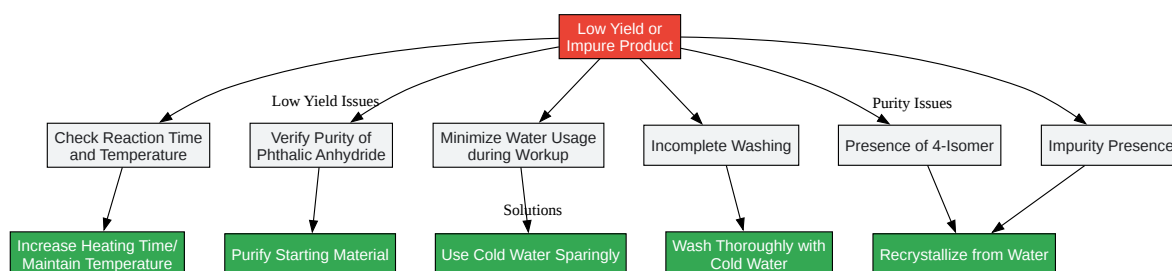 Low Yield or
Impure Product
Low Yield Issues
Purity Issues
Check Reaction Time
and Temperature
Verify Purity of
Phthalic Anhydride
Minimize Water Usage
during Workup
Incomplete Washing
Presence of 4-Isomer
Impurity Presence
Solutions
Increase Heating Time/
Maintain Temperature
Purify Starting Material
Use Cold Water Sparingly
Wash Thoroughly with
Cold Water
Recrystallize from Water